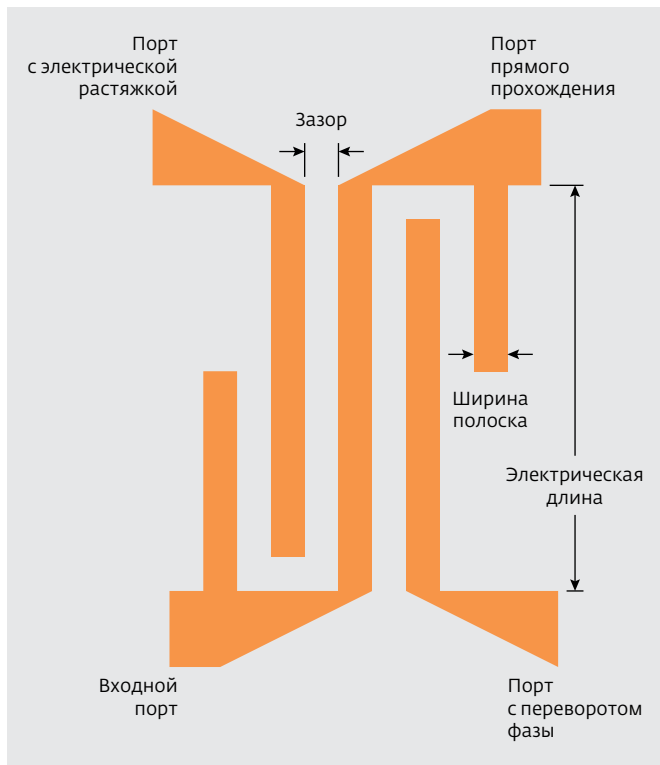 Порт
с электрической
растяжкой
Порт
прямого
прохождения
Зазор
Ширина
полоска
Электрическая
длина
Входной
порт
Порт
с переворотом
фазы